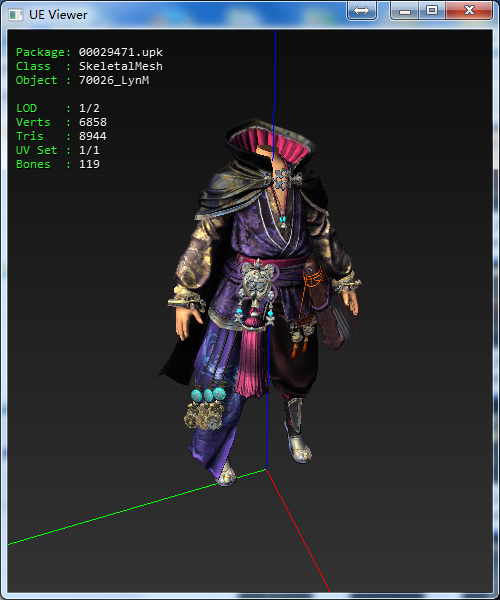 UE Viewer
Package: 00029471.upk
Class : SkeletalMesh
Object : 70026_LynM
LOD : 1/2
Verts : 6858
Tris : 8944
UV Set : 1/1
Bones : 119